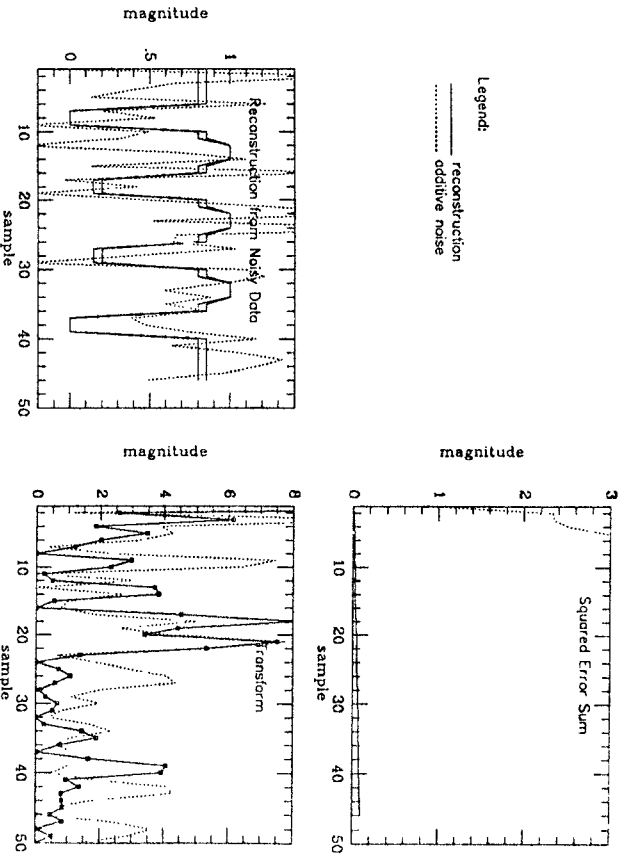 Legend:
reconstruction
additive noise
Squared Error Sum
magnitude
0 1 2 3
10 20 30 40 50
sample
Reconstruction from Noisy Data
magnitude
0 .5 1
10 20 30 40 50
sample
Transform
magnitude
0 2 4 6 8
10 20 30 40 50
sample